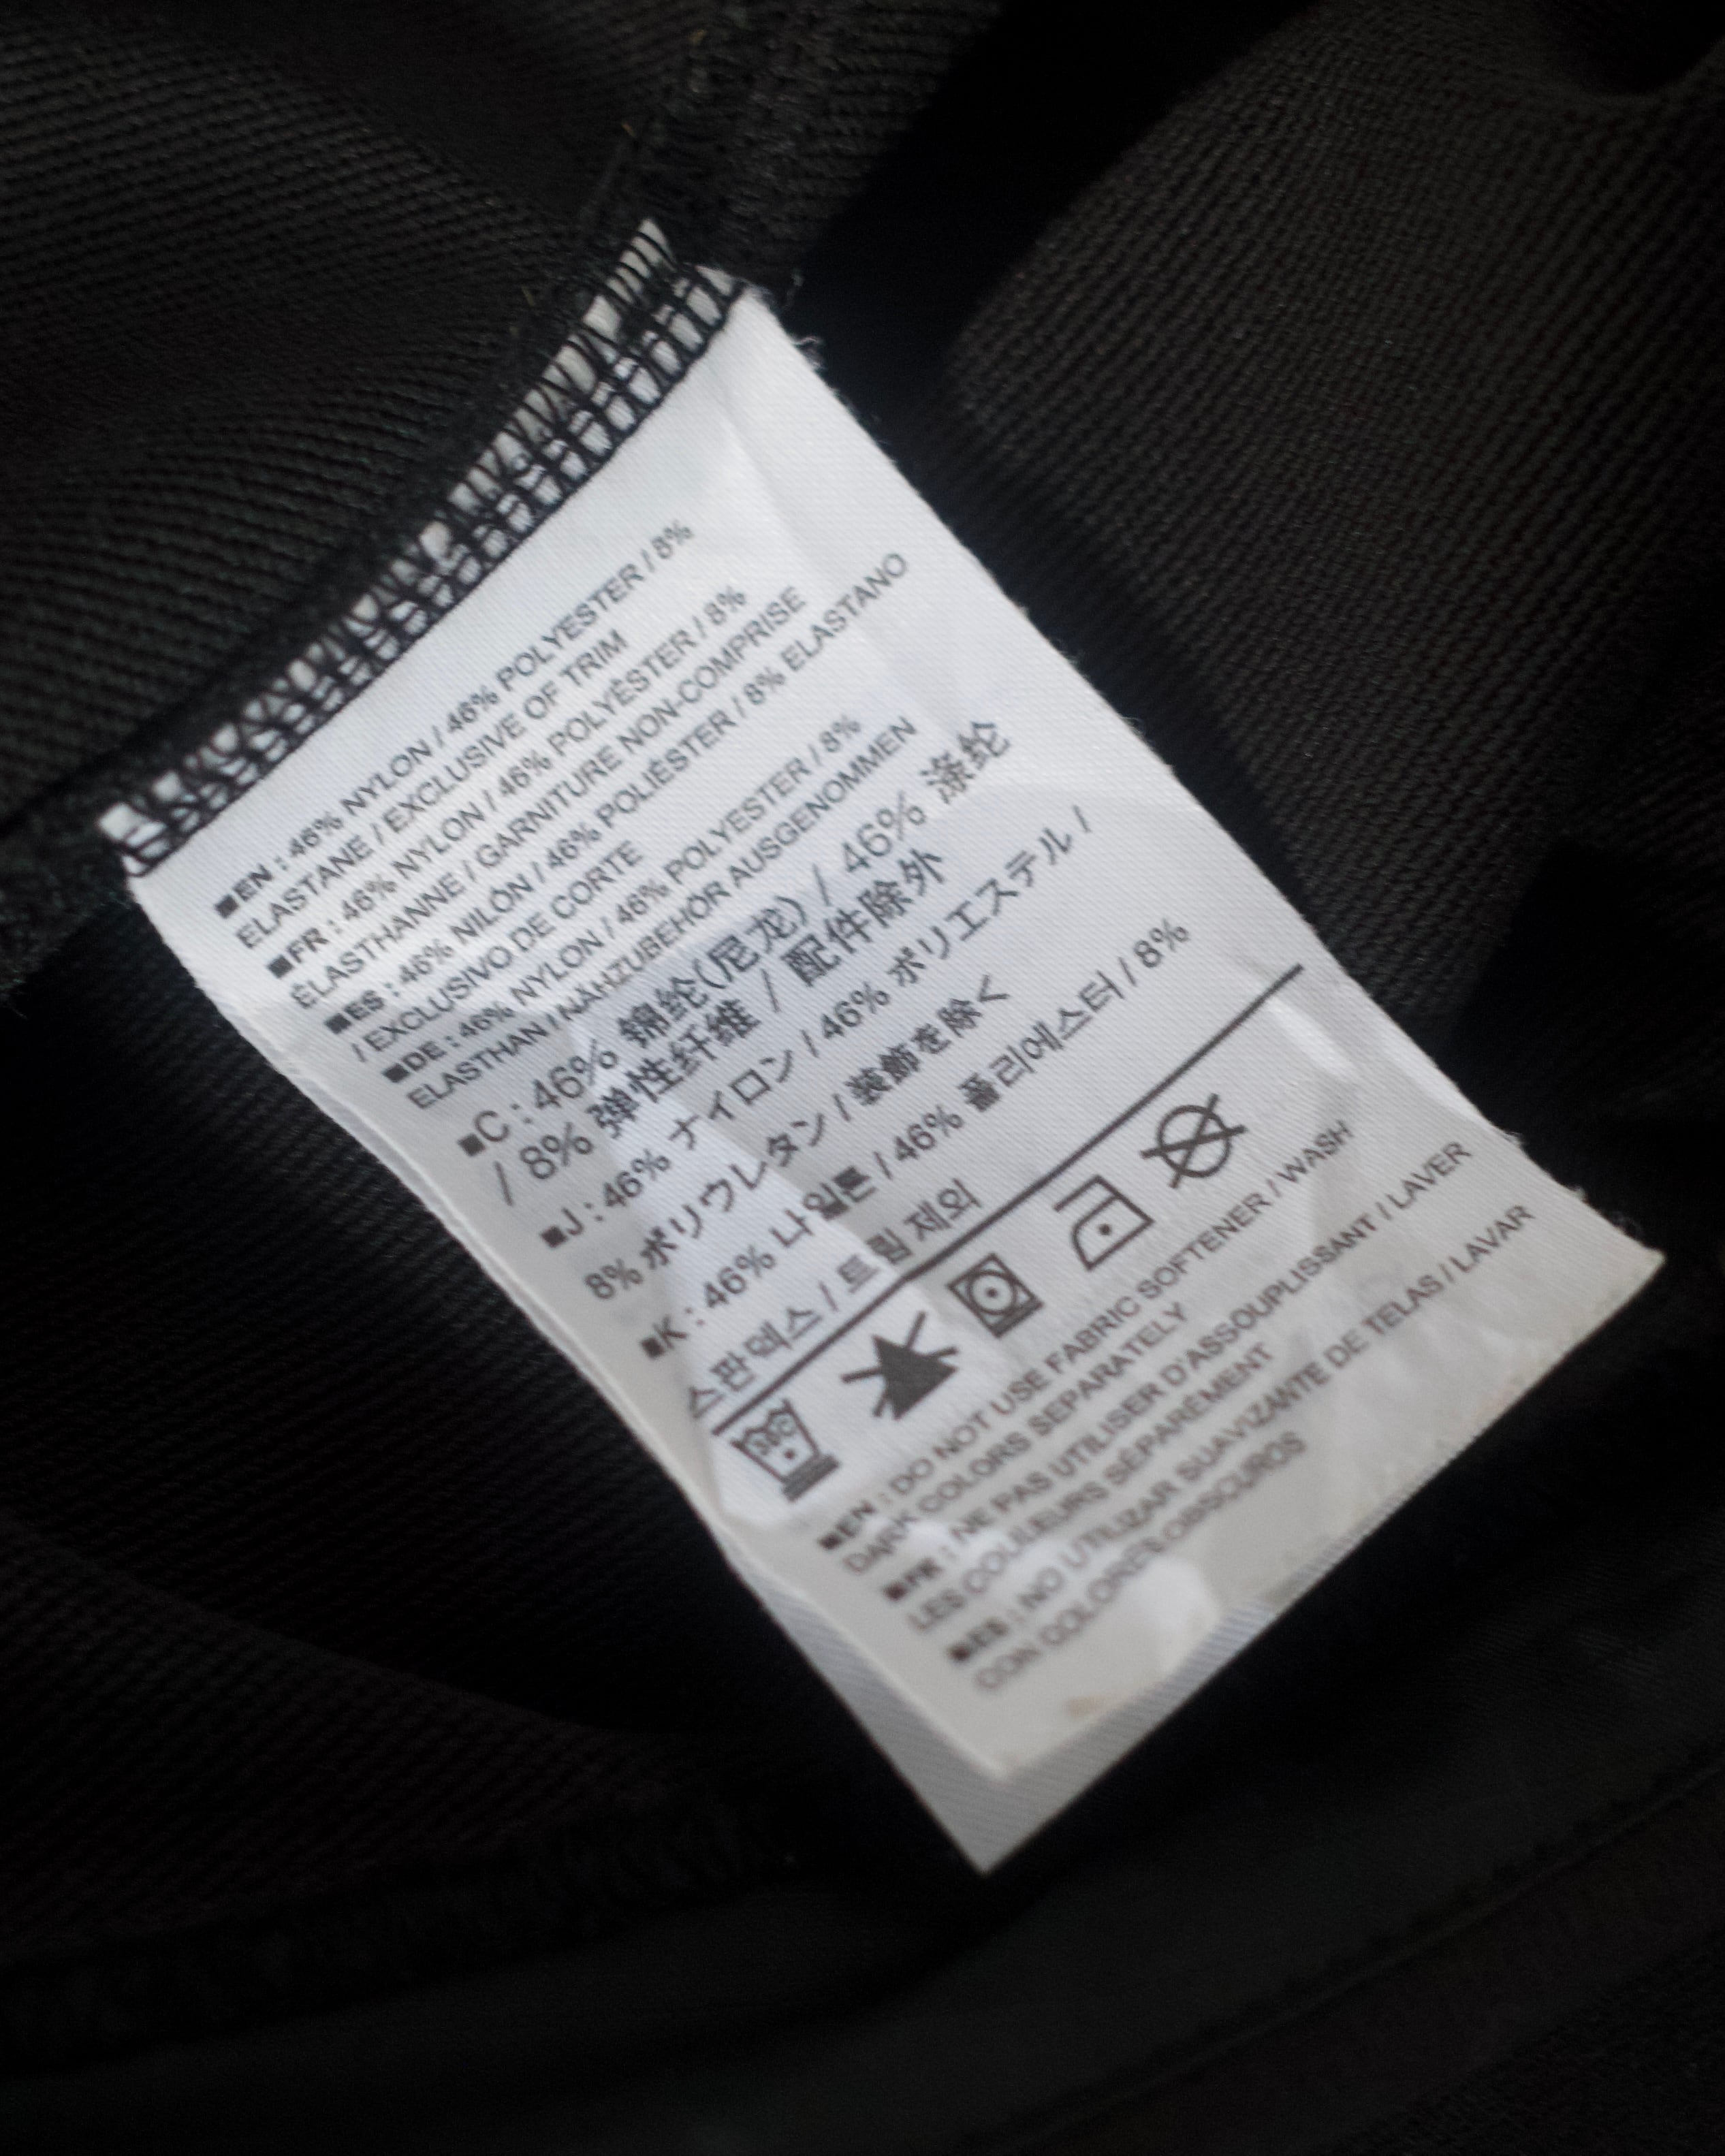 ■EN : 46% NYLON / 46% POLYESTER / 8%
ELASTANE / EXCLUSIVE OF TRIM
■FR : 46% NYLON / 46% POLYESTER / 8%
ÉLASTHANNE / GARNITURE NON-COMPRISE
■ES : 46% NILÓN / 46% POLIÉSTER / 8% ELASTANO
/ EXCLUSIVO DE CORTE
■DE : 46% NYLON / 46% POLYESTER / 8%
ELASTHAN / NÄHZUBEHÖR AUSGENOMMEN
■C : 46% 锦纶(尼龙) / 46% 涤纶
/ 8% 弹性纤维 / 配件除外
■J : 46% ナイロン / 46% ポリエステル /
8% ポリウレタン / 装飾を除く
■K : 46% 나일론 / 46% 폴리에스터 / 8%
스판덱스 / 트림 제외
30C
■EN : DO NOT USE FABRIC SOFTENER / WASH
DARK COLORS SEPARATELY
■FR : NE PAS UTILISER D'ASSOUPLISSANT / LAVER
LES COULEURS SÉPARÉMENT
■ES : NO UTILIZAR SUAVIZANTE DE TELAS / LAVAR
CON COLORES OBSCUROS